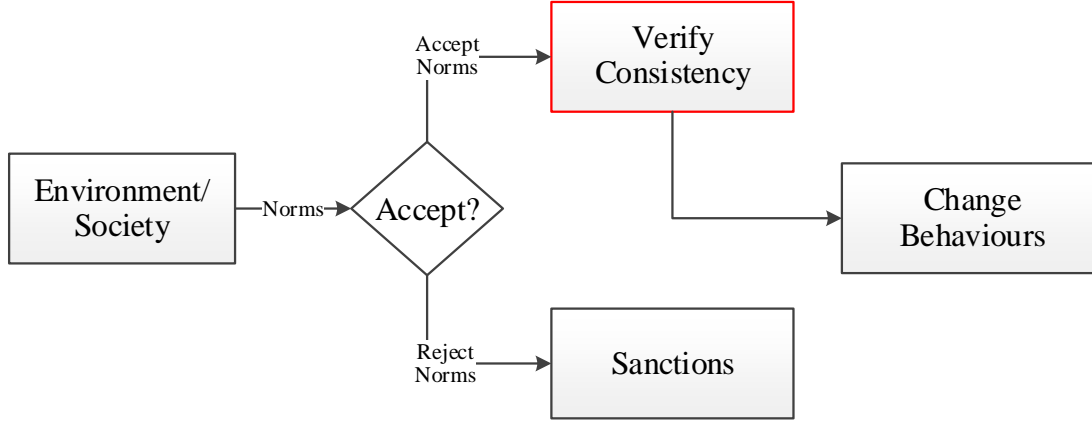 Environment/
Society
Norms
Accept?
Accept
Norms
Verify
Consistency
Change
Behaviours
Reject
Norms
Sanctions